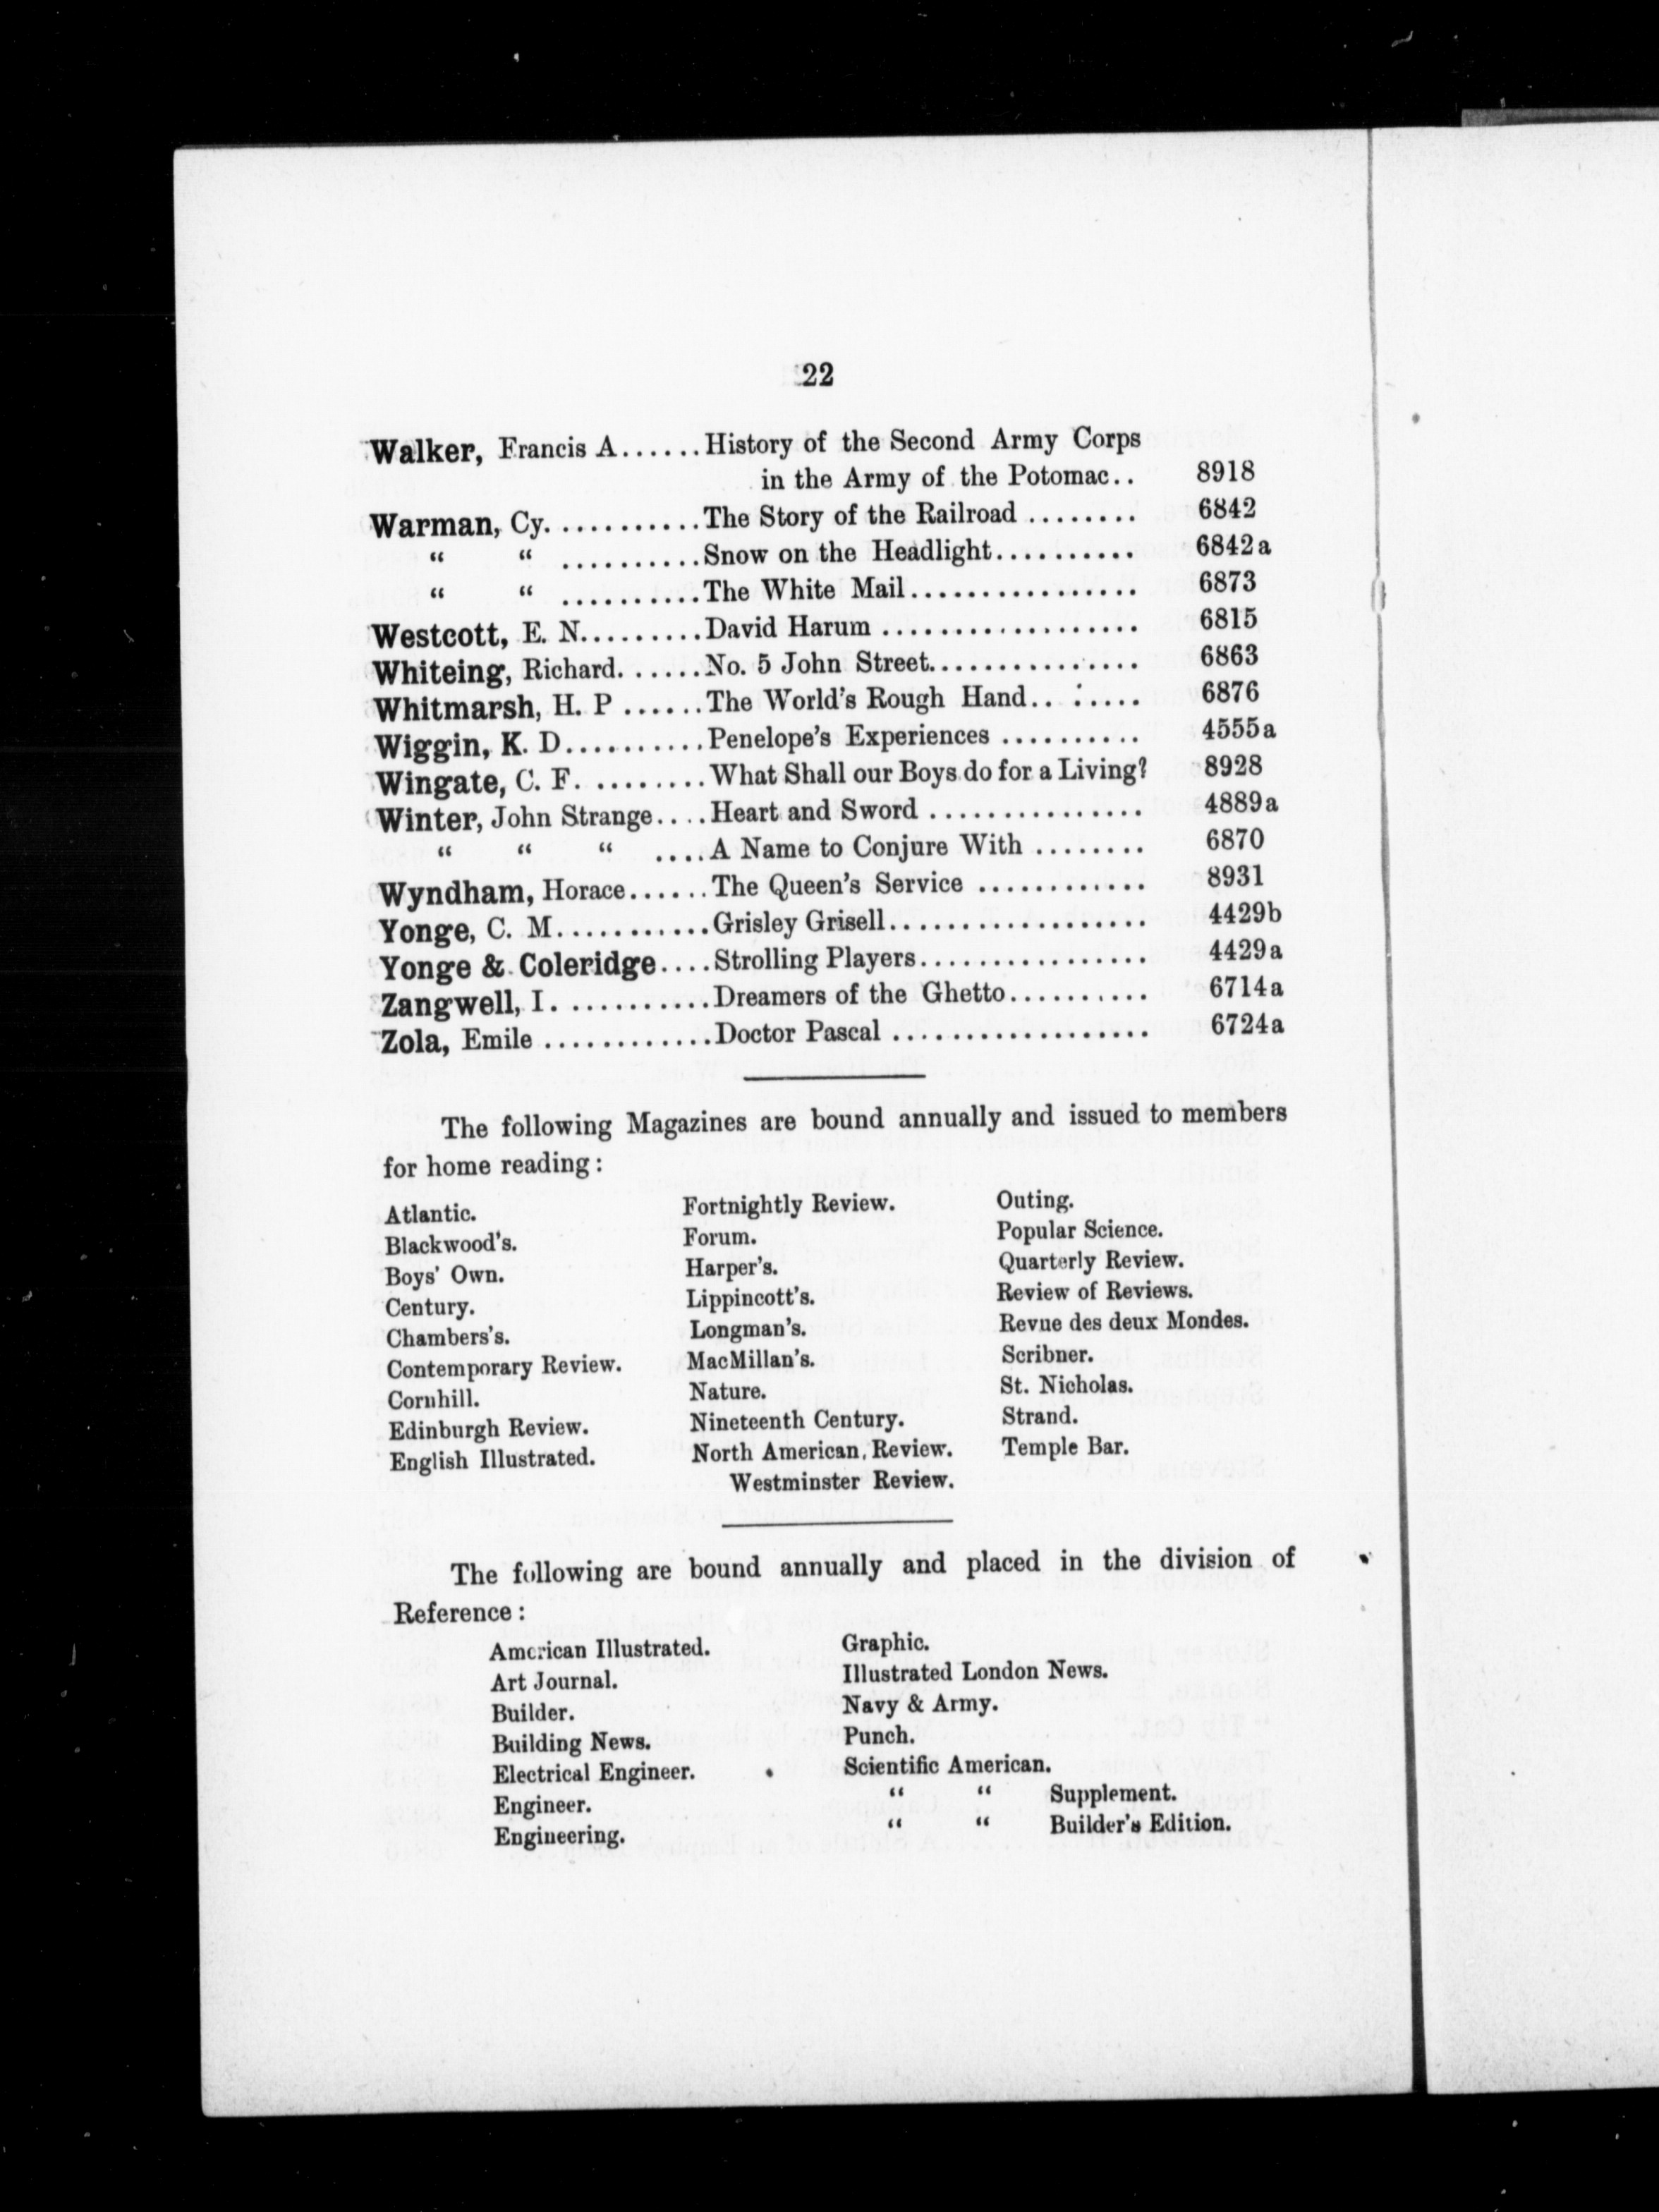 22
Walker, Francis A......History of the Second Army Corps
in the Army of the Potomac.. 8918
Warman, Cy...........The Story of the Railroad ........ 6842
“ “ ..........Snow on the Headlight.......... 6842a
“ “ ..........The White Mail................ 6873
Westcott, E. N.........David Harum .................. 6815
Whiteing, Richard......No. 5 John Street............... 6863
Whitmarsh, H. P ......The World's Rough Hand........ 6876
Wiggin, K. D..........Penelope's Experiences .......... 4555a
Wingate, C. F.........What Shall our Boys do for a Living? 8928
Winter, John Strange....Heart and Sword ............... 4889a
“ “ “ ....A Name to Conjure With ........ 6870
Wyndham, Horace......The Queen's Service ............ 8931
Yonge, C. M...........Grisley Grisell.................. 4429b
Yonge & Coleridge....Strolling Players................ 4429a
Zangwell, I...........Dreamers of the Ghetto.......... 6714a
Zola, Emile ............Doctor Pascal .................. 6724a
The following Magazines are bound annually and issued to members
for home reading:
Atlantic.
Blackwood's.
Boys' Own.
Century.
Chambers's.
Contemporary Review.
Cornhill.
Edinburgh Review.
English Illustrated.
Fortnightly Review.
Forum.
Harper's.
Lippincott's.
Longman's.
MacMillan's.
Nature.
Nineteenth Century.
North American Review.
Outing.
Popular Science.
Quarterly Review.
Review of Reviews.
Revue des deux Mondes.
Scribner.
St. Nicholas.
Strand.
Temple Bar.
Westminster Review.
The following are bound annually and placed in the division of
Reference:
American Illustrated.
Art Journal.
Builder.
Building News.
Electrical Engineer.
Engineer.
Engineering.
Graphic.
Illustrated London News.
Navy & Army.
Punch.
Scientific American.
“ “ Supplement.
“ “ Builder's Edition.